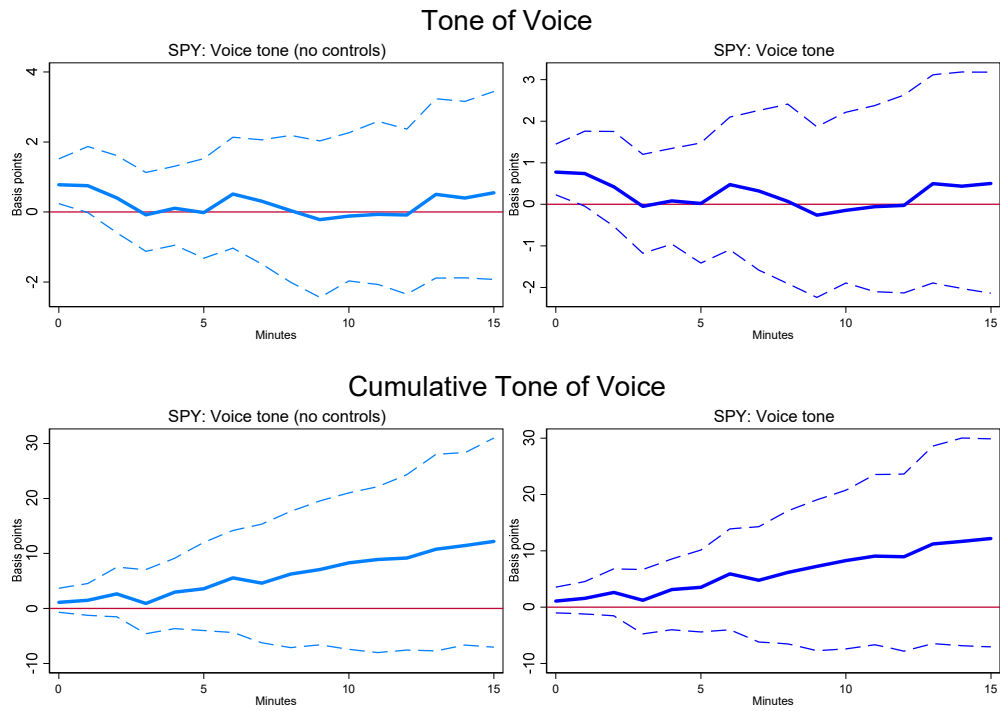 Tone of Voice
SPY: Voice tone (no controls)
Basis points
4
2
0
-2
0 5 10 15
Minutes
SPY: Voice tone
Basis points
3
2
1
0
-1
-2
0 5 10 15
Minutes
Cumulative Tone of Voice
SPY: Voice tone (no controls)
Basis points
30
20
10
0
-10
0 5 10 15
Minutes
SPY: Voice tone
Basis points
30
20
10
0
-10
0 5 10 15
Minutes